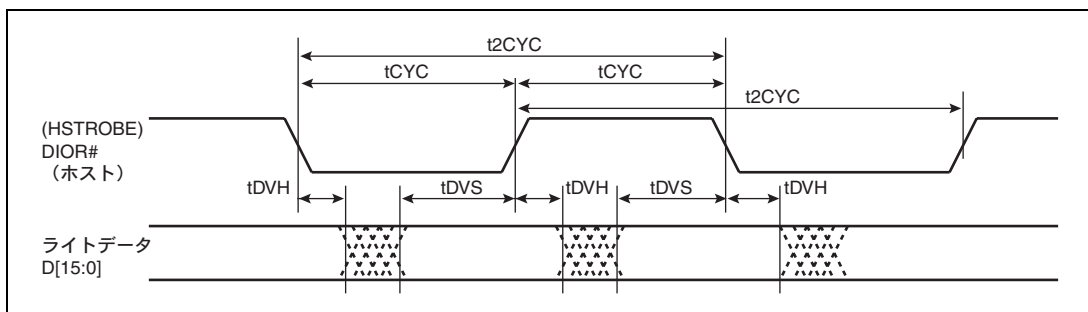 t2CYC
tCYC
tCYC
t2CYC
(HSTROBE)
DIOR#
（ホスト）
tDVH
tDVS
tDVH
tDVS
tDVH
ライトデータ
D[15:0]